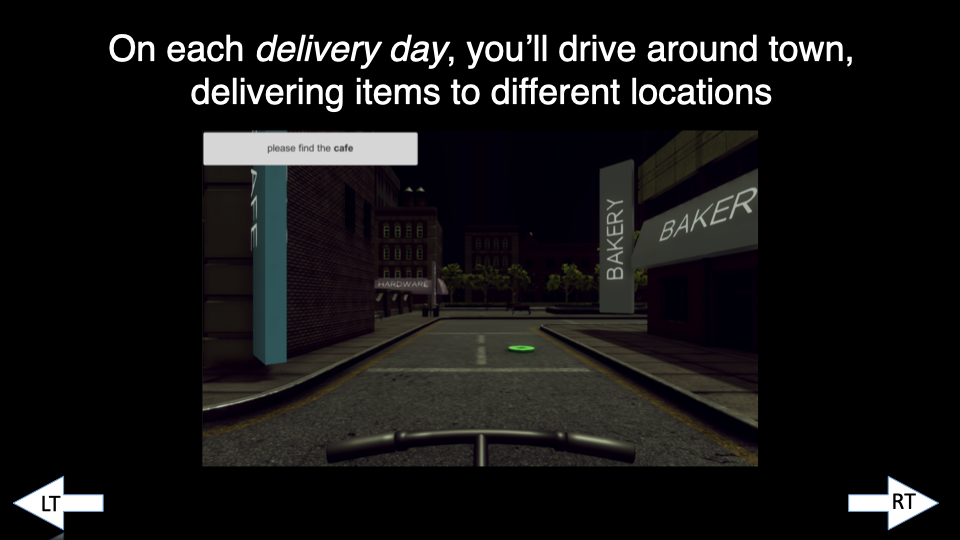 On each delivery day, you’ll drive around town,
delivering items to different locations
please find the cafe
AFE
HARDWARE
BAKERY
BAKER
LT
RT